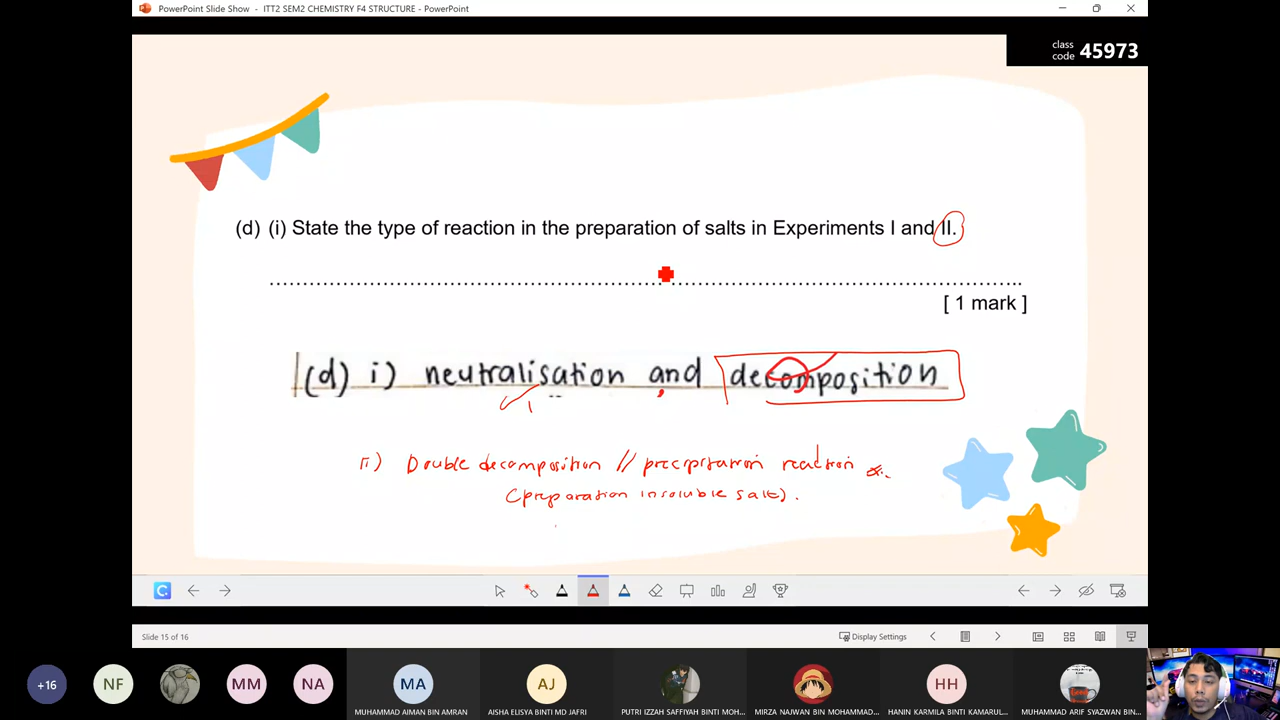 PowerPoint Slide Show - ITT2 SEM2 CHEMISTRY F4 STRUCTURE - PowerPoint
class
code 45973
(d) (i) State the type of reaction in the preparation of salts in Experiments I and II.
[ 1 mark ]
(d) i) neutralisation and decomposition
ii) Double decomposition // precipitation reaction
(preparation insoluble salt).
Slide 15 of 16
Display Settings
+16
NF
MM
NA
MA
AJ
HH
MUHAMMAD AIMAN BIN AMRAN
AISHA ELISYA BINTI MD JAFRI
PUTRI IZZAH SAFFIYAH BINTI MOH...
MIRZA NAJWAN BIN MOHAMMAD...
HANIN KARMILA BINTI KAMARUL...
MUHAMMAD ARIF SYAZWAN BIN...